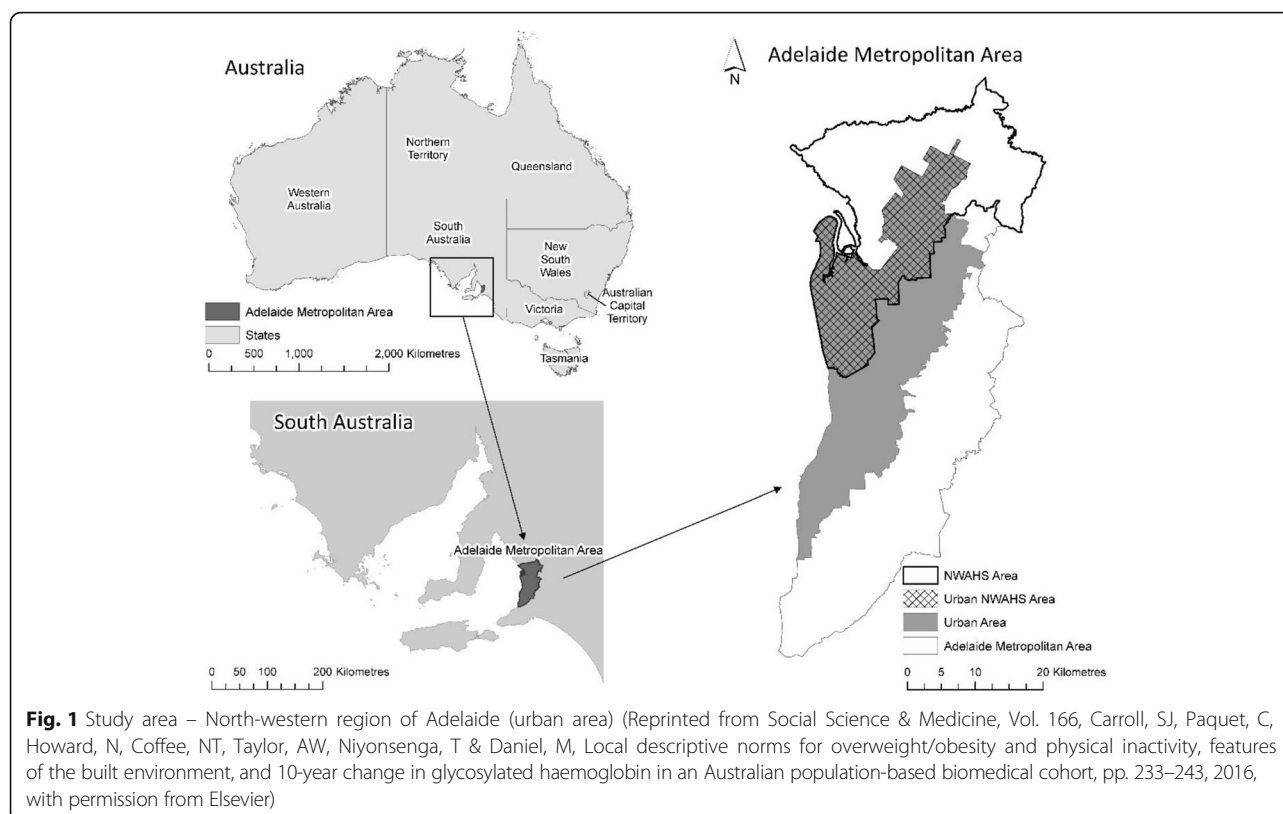 Australia
Northern
Territory
Queensland
Western
Australia
South
Australia
New
South
Wales
Australian
Capital
Territory
Victoria
Tasmania
Adelaide Metropolitan Area
States
0 500 1,000 2,000 Kilometres
South Australia
Adelaide Metropolitan Area
0 50 100 200 Kilometres
Adelaide Metropolitan Area
N
NWAHS Area
Urban NWAHS Area
Urban Area
Adelaide Metropolitan Area
0 5 10 20 Kilometres
Fig. 1 Study area – North-western region of Adelaide (urban area) (Reprinted from Social Science & Medicine, Vol. 166, Carroll, SJ, Paquet, C,
Howard, N, Coffee, NT, Taylor, AW, Niyonsenga, T & Daniel, M, Local descriptive norms for overweight/obesity and physical inactivity, features
of the built environment, and 10-year change in glycosylated haemoglobin in an Australian population-based biomedical cohort, pp. 233–243, 2016,
with permission from Elsevier)